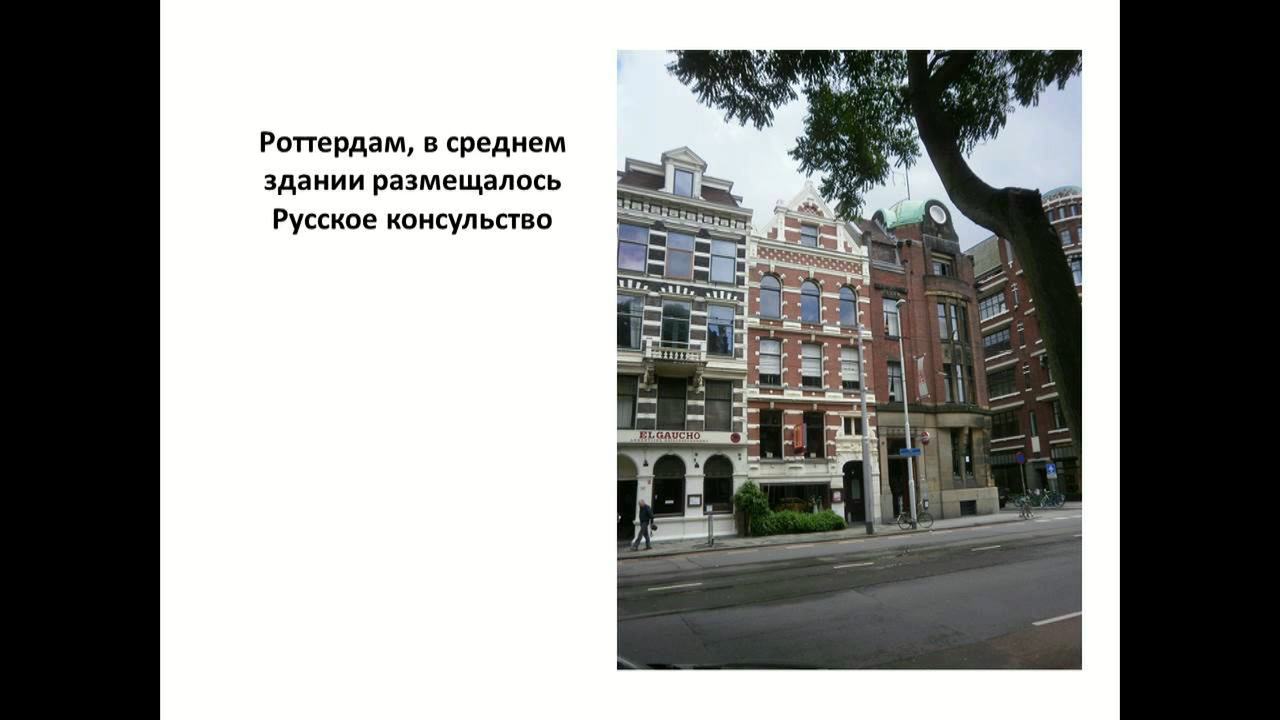 Роттердам, в среднем
здании размещалось
Русское консульство
EL GAUCHO